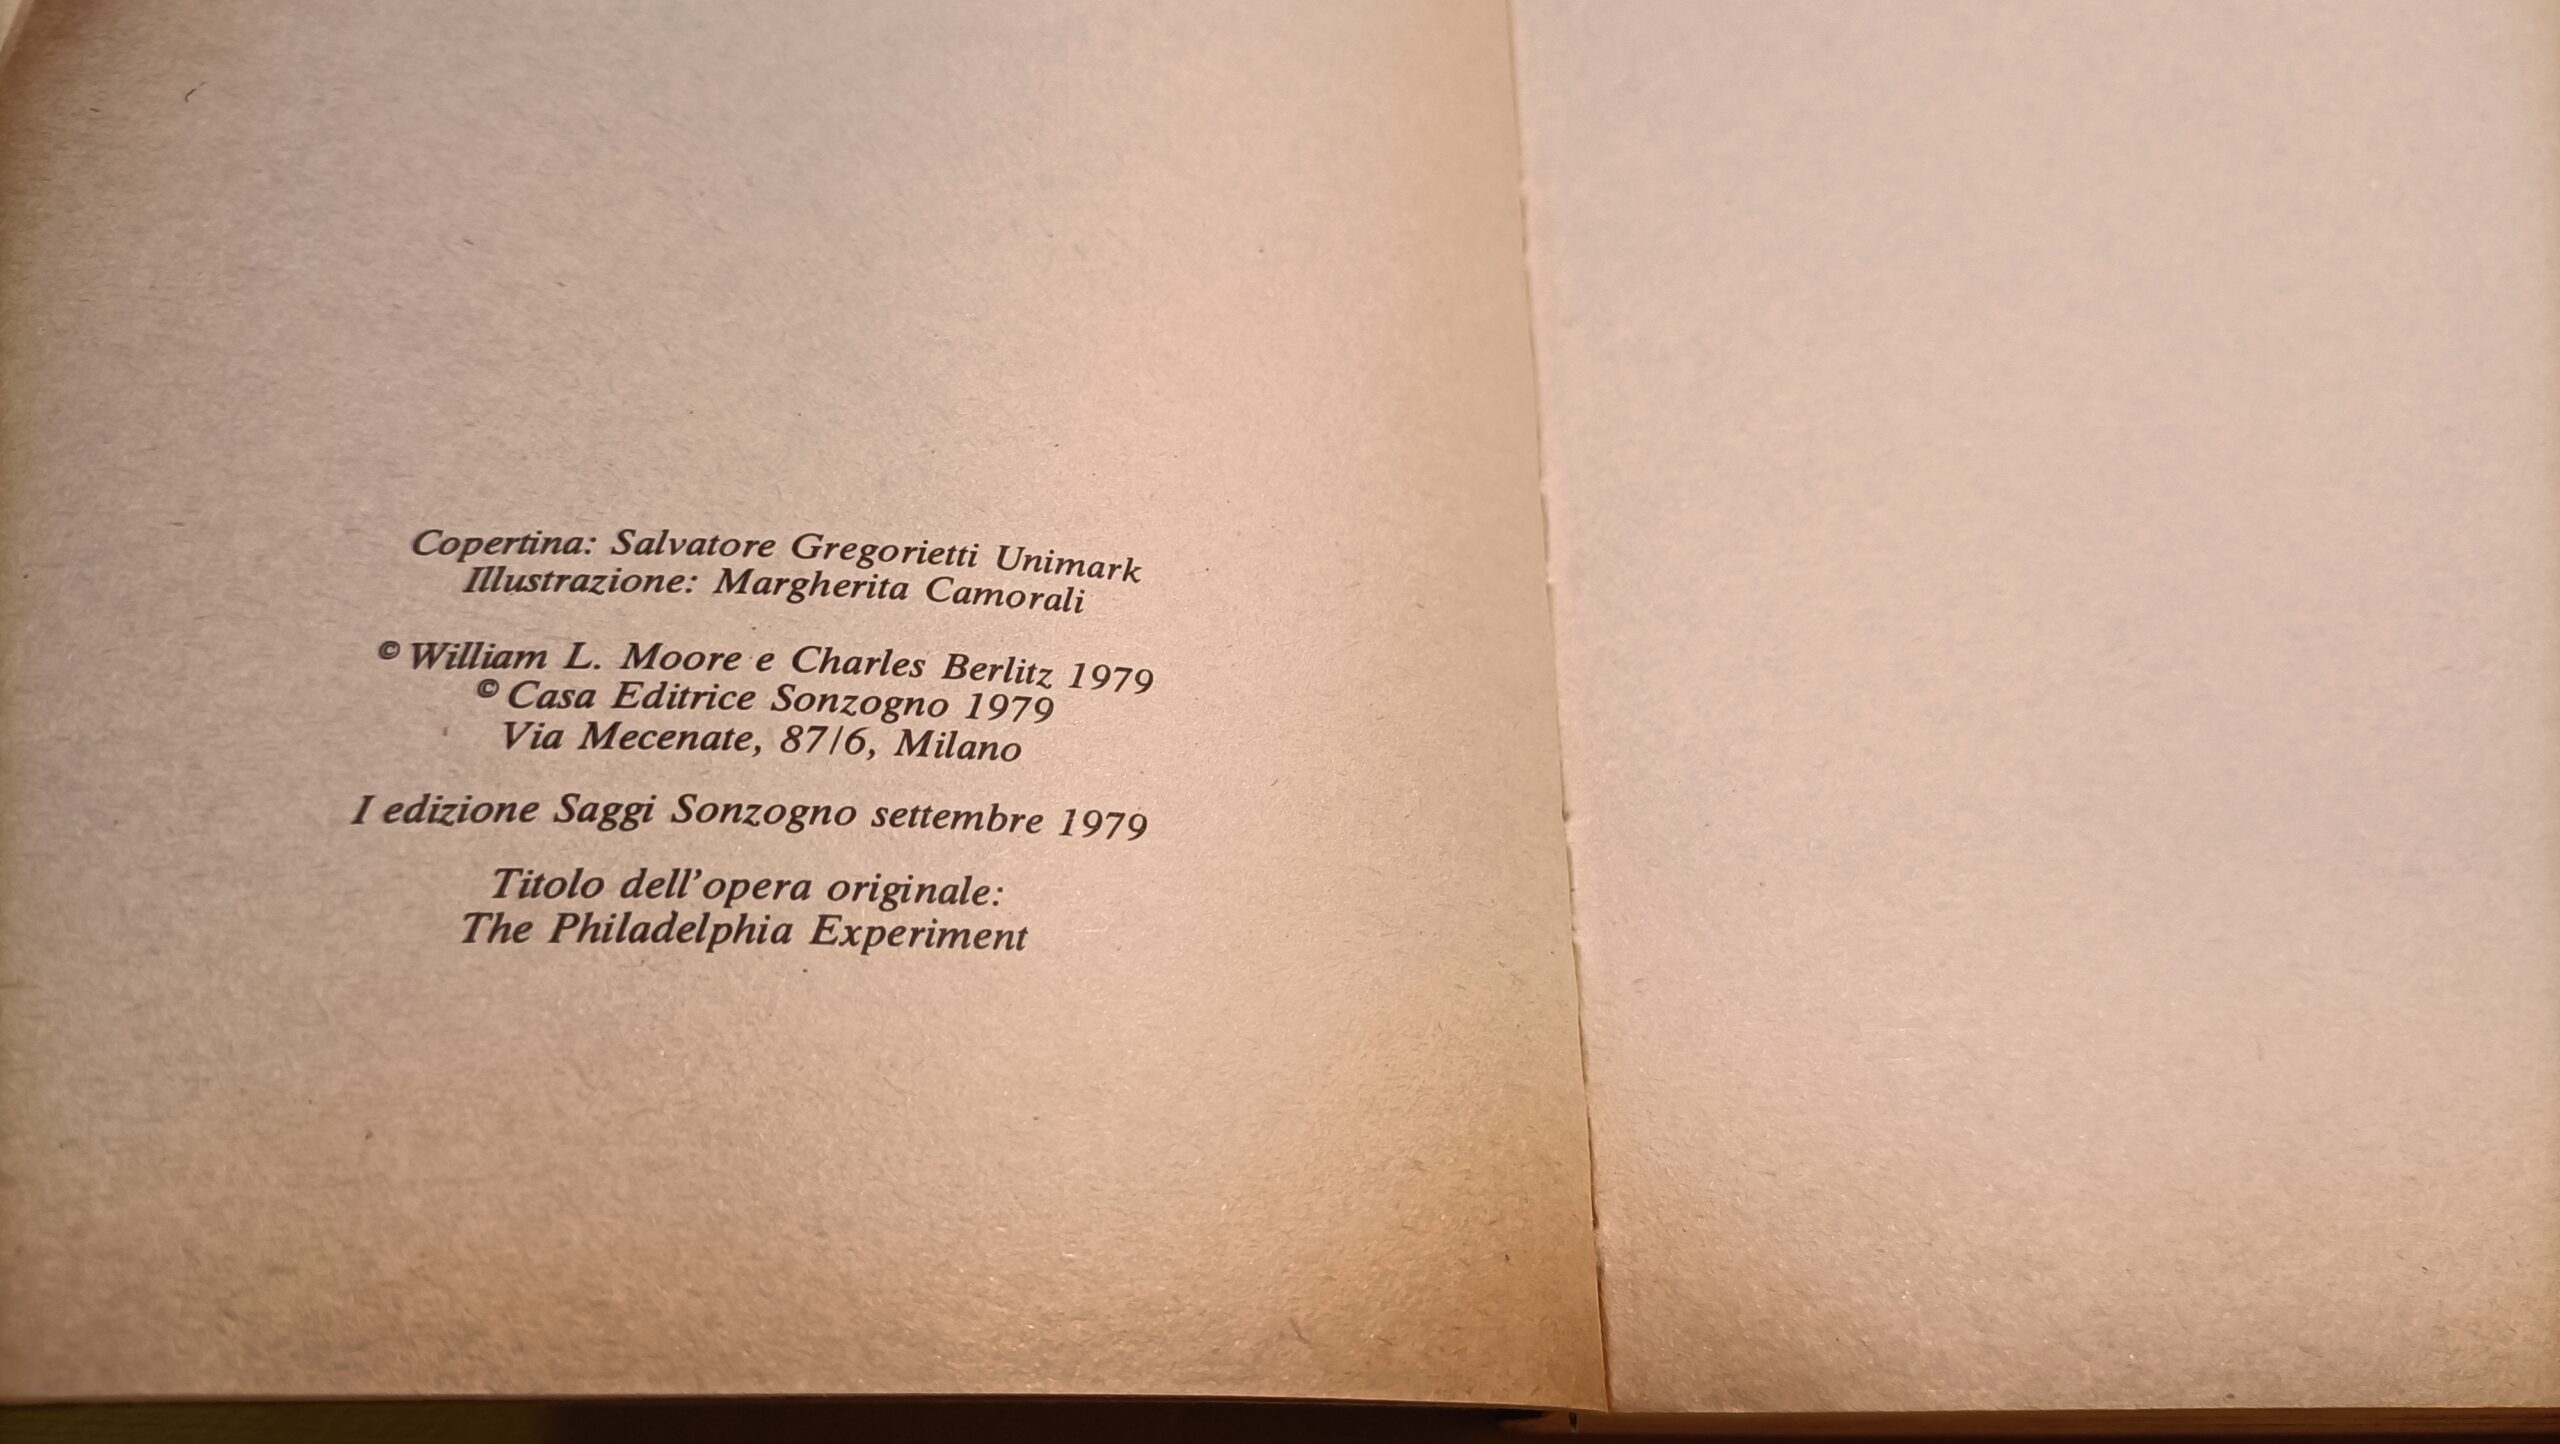 Copertina: Salvatore Gregorietti Unimark
Illustrazione: Margherita Camorali
© William L. Moore e Charles Berlitz 1979
© Casa Editrice Sonzogno 1979
Via Mecenate, 87/6, Milano
I edizione Saggi Sonzogno settembre 1979
Titolo dell'opera originale:
The Philadelphia Experiment